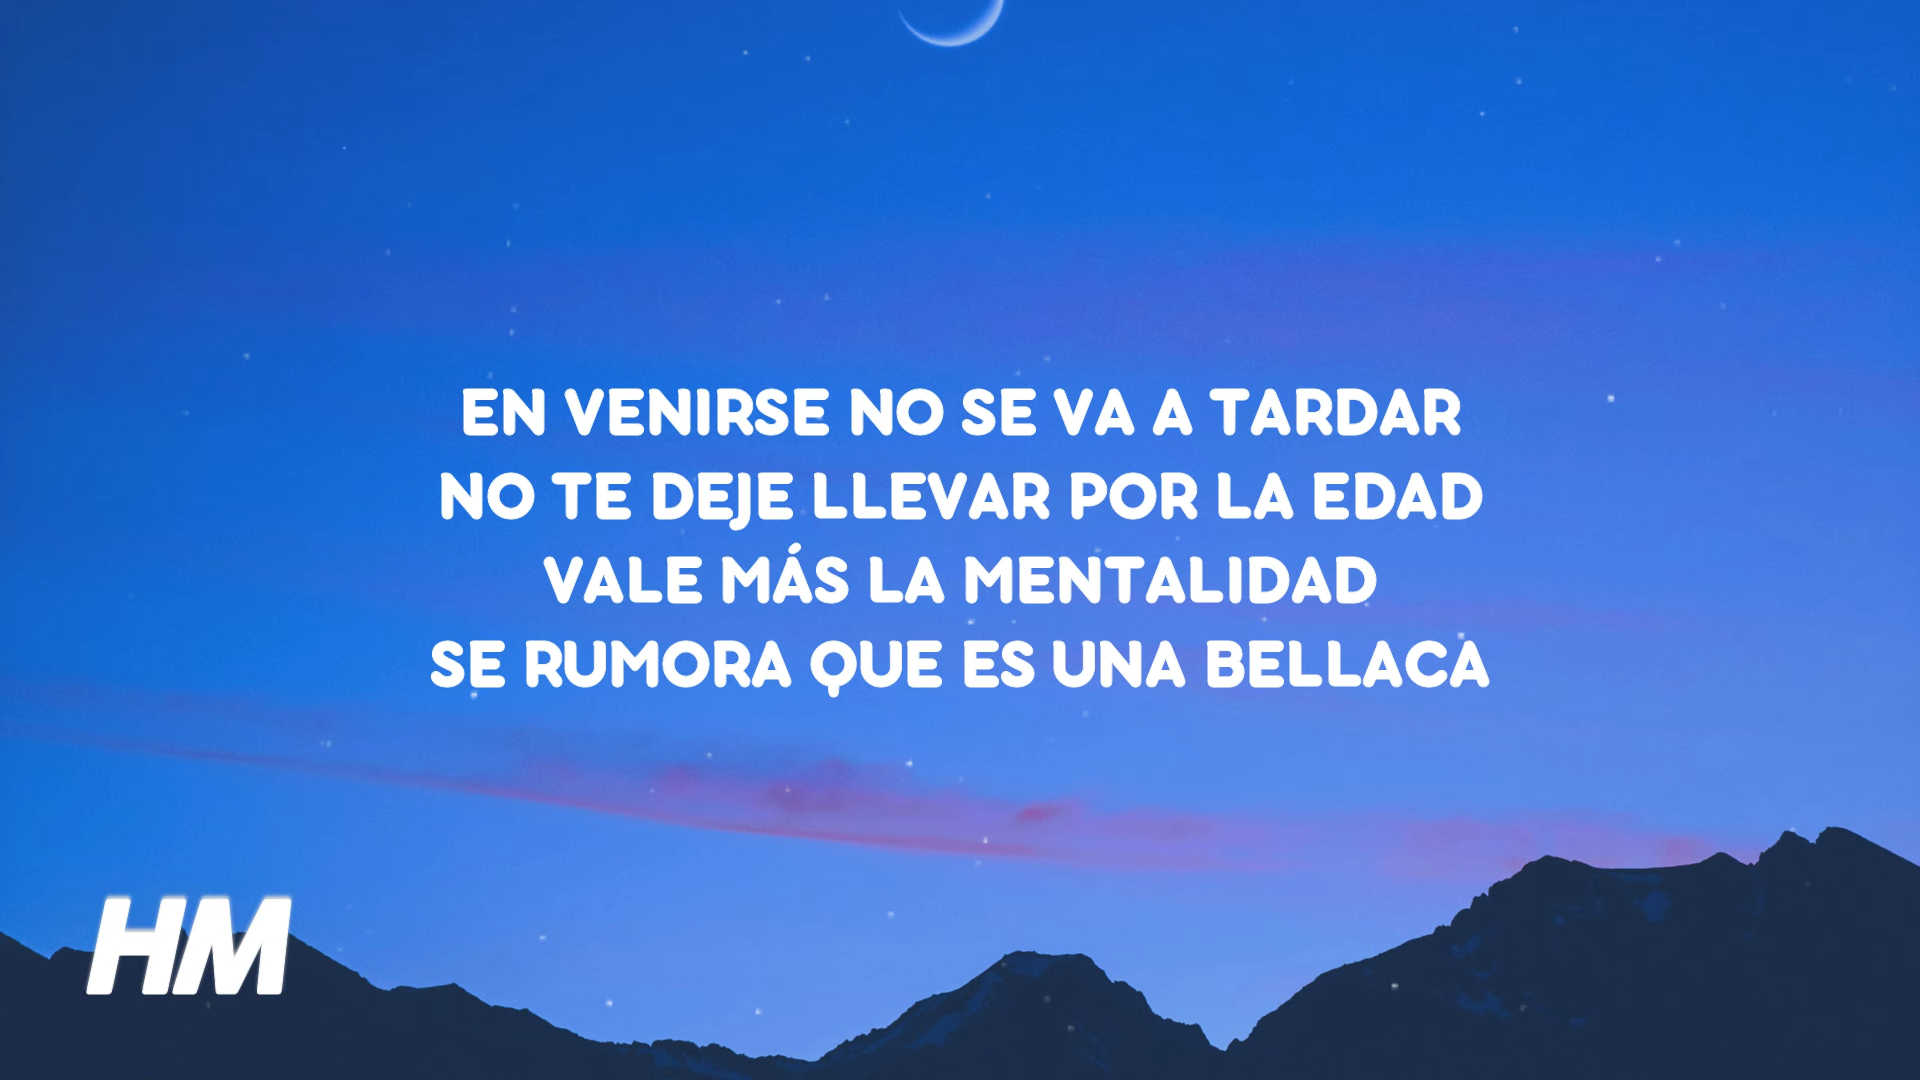 EN VENIRSE NO SE VA A TARDAR
NO TE DEJE LLEVAR POR LA EDAD
VALE MÁS LA MENTALIDAD
SE RUMORA QUE ES UNA BELLACA
HM